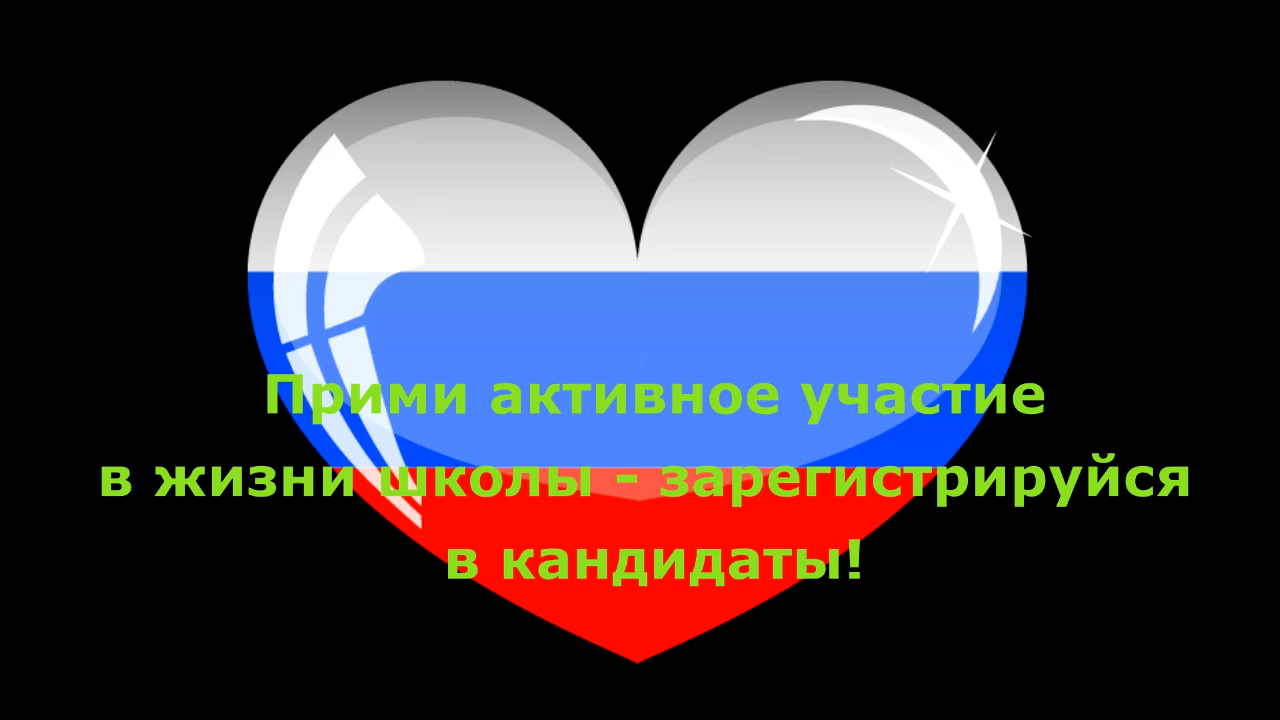 Прими активное участие
в жизни школы - зарегистрируйся
в кандидаты!